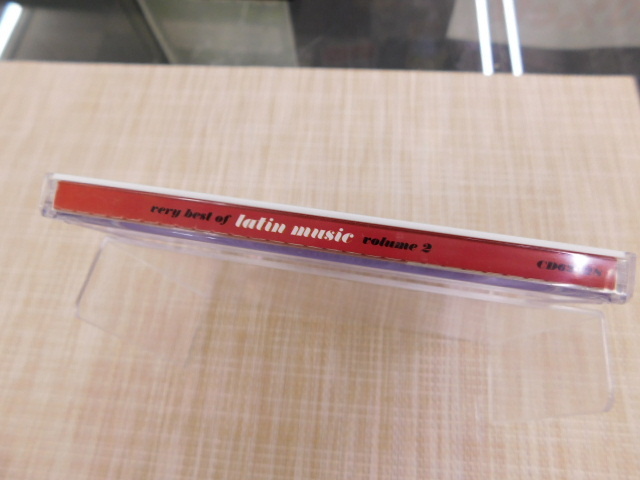 very best of latin music volume 2